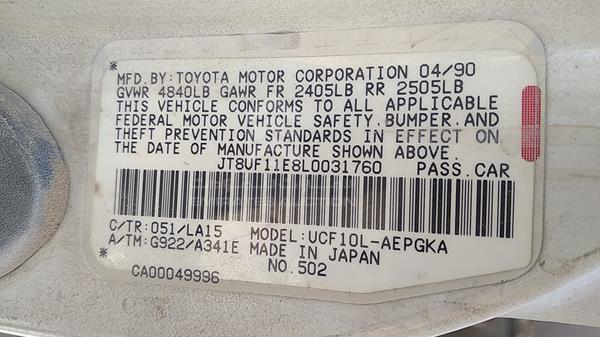 MFD.BY:TOYOTA MOTOR CORPORATION 04/90
GVWR 4840LB GAWR FR 2405LB RR 2505LB
THIS VEHICLE CONFORMS TO ALL APPLICABLE
FEDERAL MOTOR VEHICLE SAFETY,BUMPER,AND
THEFT PREVENTION STANDARDS IN EFFECT ON
THE DATE OF MANUFACTURE SHOWN ABOVE.
JT8UF11E8L0031760 PASS.CAR
C/TR:051/LA15 MODEL:UCF10L-AEPGKA
A/TM:G922/A341E MADE IN JAPAN
NO.502
CA00049996